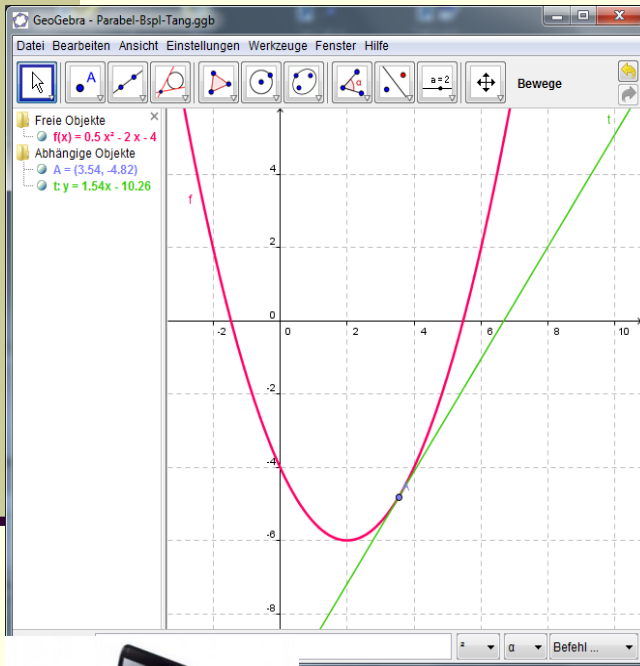 GeoGebra - Parabel-Bspl-Tang.ggb
Datei Bearbeiten Ansicht Einstellungen Werkzeuge Fenster Hilfe
A
α
a = 2
Bewege
Freie Objekte
f(x) = 0.5 x² - 2 x - 4
Abhängige Objekte
A = (3.54, -4.82)
t: y = 1.54x - 10.26
t
f
4
2
0
-2 0 2 4 6 8 10
-2
-4
A
-6
-8
² α Befehl ...